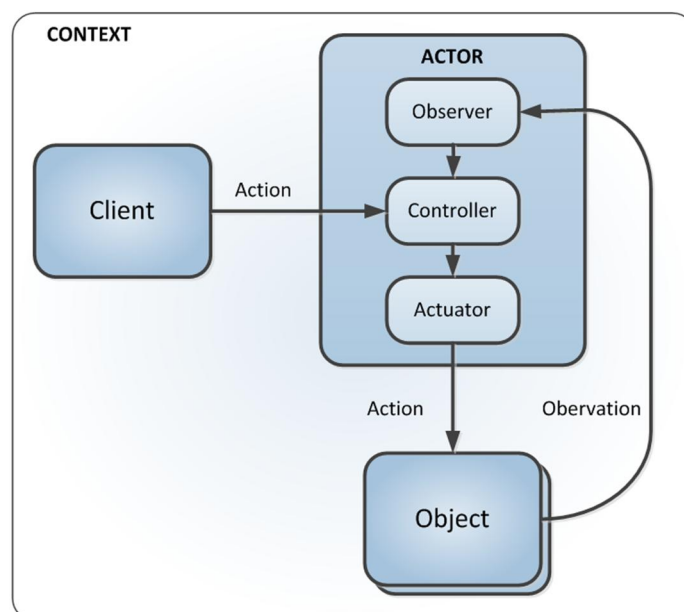 CONTEXT
ACTOR
Observer
Client
Action
Controller
Actuator
Action
Obervation
Object